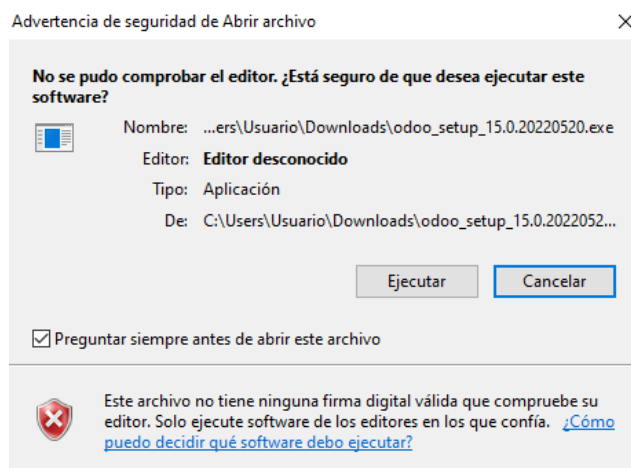 Advertencia de seguridad de Abrir archivo
No se pudo comprobar el editor. ¿Está seguro de que desea ejecutar este
software?
Nombre: ...ers\Usuario\Downloads\odoo_setup_15.0.20220520.exe
Editor: Editor desconocido
Tipo: Aplicación
De: C:\Users\Usuario\Downloads\odoo_setup_15.0.2022052...
Ejecutar Cancelar
Preguntar siempre antes de abrir este archivo
Este archivo no tiene ninguna firma digital válida que compruebe su
editor. Solo ejecute software de los editores en los que confía. ¿Cómo
puedo decidir qué software debo ejecutar?